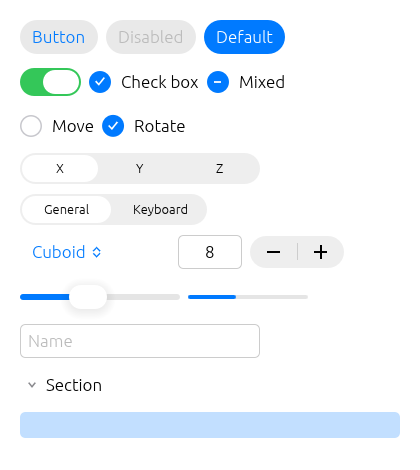 Button Disabled Default
Check box Mixed
Move Rotate
X Y Z
General Keyboard
Cuboid 8
Name
Section